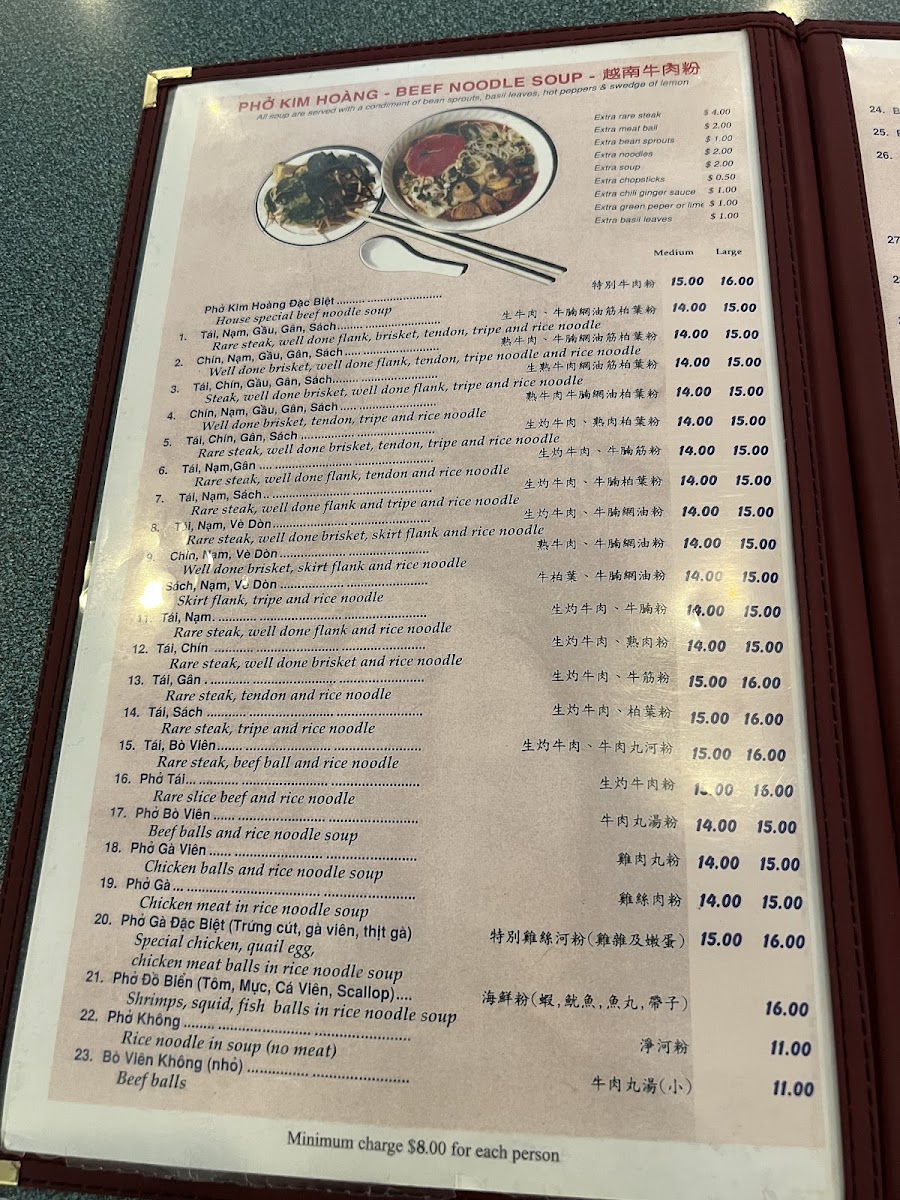 PHỞ KIM HOÀNG - BEEF NOODLE SOUP - 越南牛肉粉
All soup are served with a condiment of bean sprouts, basil leaves, hot peppers & swedge of lemon
Extra rare steak $ 4.00
Extra meat ball $ 2.00
Extra bean sprouts $ 1.00
Extra noodles $ 2.00
Extra soup $ 2.00
Extra chopsticks $ 0.50
Extra chili ginger sauce $ 1.00
Extra green peper or lime $ 1.00
Extra basil leaves $ 1.00
Medium Large
Phở Kim Hoàng Đặc Biệt 特別牛肉粉 15.00 16.00
House special beef noodle soup
1. Tái, Nạm, Gầu, Gân, Sách 生牛肉、牛腩網油筋柏葉粉 14.00 15.00
Rare steak, well done flank, brisket, tendon, tripe and rice noodle
2. Chín, Nạm, Gầu, Gân, Sách 熟牛肉、牛腩網油筋柏葉粉 14.00 15.00
Well done brisket, well done flank, tendon, tripe noodle and rice noodle
3. Tái, Chín, Gầu, Gân, Sách 生熟牛肉網油筋柏葉粉 14.00 15.00
Steak, well done brisket, well done flank, tripe and rice noodle
4. Chín, Nạm, Gầu, Gân, Sách 熟牛肉牛腩網油柏葉粉 14.00 15.00
Well done brisket, tendon, tripe and rice noodle
5. Tái, Chín, Gân, Sách 生灼牛肉、熟肉柏葉粉 14.00 15.00
Rare steak, well done brisket, tendon, tripe and rice noodle
6. Tái, Nạm,Gân 生灼牛肉、牛腩筋粉 14.00 15.00
Rare steak, well done flank, tendon and rice noodle
7. Tái, Nạm, Sách 生灼牛肉、牛腩柏葉粉 14.00 15.00
Rare steak, well done flank and tripe and rice noodle
8. Tái, Nạm, Vè Dòn 生灼牛肉、牛腩網油粉 14.00 15.00
Rare steak, well done brisket, skirt flank and rice noodle
9. Chín, Nạm, Vè Dòn 熟牛肉、牛腩網油粉 14.00 15.00
Well done brisket, skirt flank and rice noodle
Sách, Nạm, Vè Dòn 牛柏葉、牛腩網油粉 14.00 15.00
Skirt flank, tripe and rice noodle
11. Tái, Nạm 生灼牛肉、牛腩粉 14.00 15.00
Rare steak, well done flank and rice noodle
12. Tái, Chín 生灼牛肉、熟肉粉 14.00 15.00
Rare steak, well done brisket and rice noodle
13. Tái, Gân 生灼牛肉、牛筋粉 15.00 16.00
Rare steak, tendon and rice noodle
14. Tái, Sách 生灼牛肉、柏葉粉 15.00 16.00
Rare steak, tripe and rice noodle
15. Tái, Bò Viên 生灼牛肉、牛肉丸河粉 15.00 16.00
Rare steak, beef ball and rice noodle
16. Phở Tái 生灼牛肉粉 16.00
Rare slice beef and rice noodle
17. Phở Bò Viên 牛肉丸湯粉 14.00 15.00
Beef balls and rice noodle soup
18. Phở Gà Viên 雞肉丸粉 14.00 15.00
Chicken balls and rice noodle soup
19. Phở Gà 雞絲肉粉 14.00 15.00
Chicken meat in rice noodle soup
20. Phở Gà Đặc Biệt (Trứng cút, gà viên, thịt gà) 特別雞絲河粉(雞雜及嫩蛋) 15.00 16.00
Special chicken, quail egg,
chicken meat balls in rice noodle soup
21. Phở Đồ Biển (Tôm, Mực, Cá Viên, Scallop) 海鮮粉(蝦,魷魚,魚丸,帶子) 16.00
Shrimps, squid, fish balls in rice noodle soup
22. Phở Không 淨河粉 11.00
Rice noodle in soup (no meat)
23. Bò Viên Không (nhỏ) 牛肉丸湯(小) 11.00
Beef balls
Minimum charge $8.00 for each person
24. B
25. B
26.
27